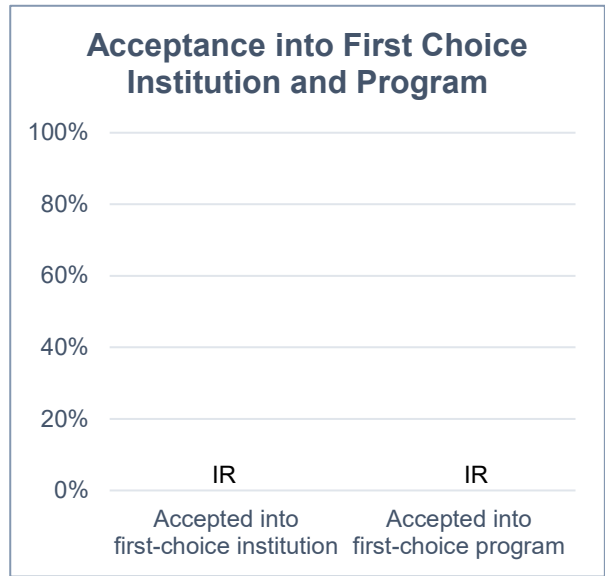 Acceptance into First Choice
Institution and Program
100%
80%
60%
40%
20%
0%
IR
IR
Accepted into
first-choice institution
Accepted into
first-choice program